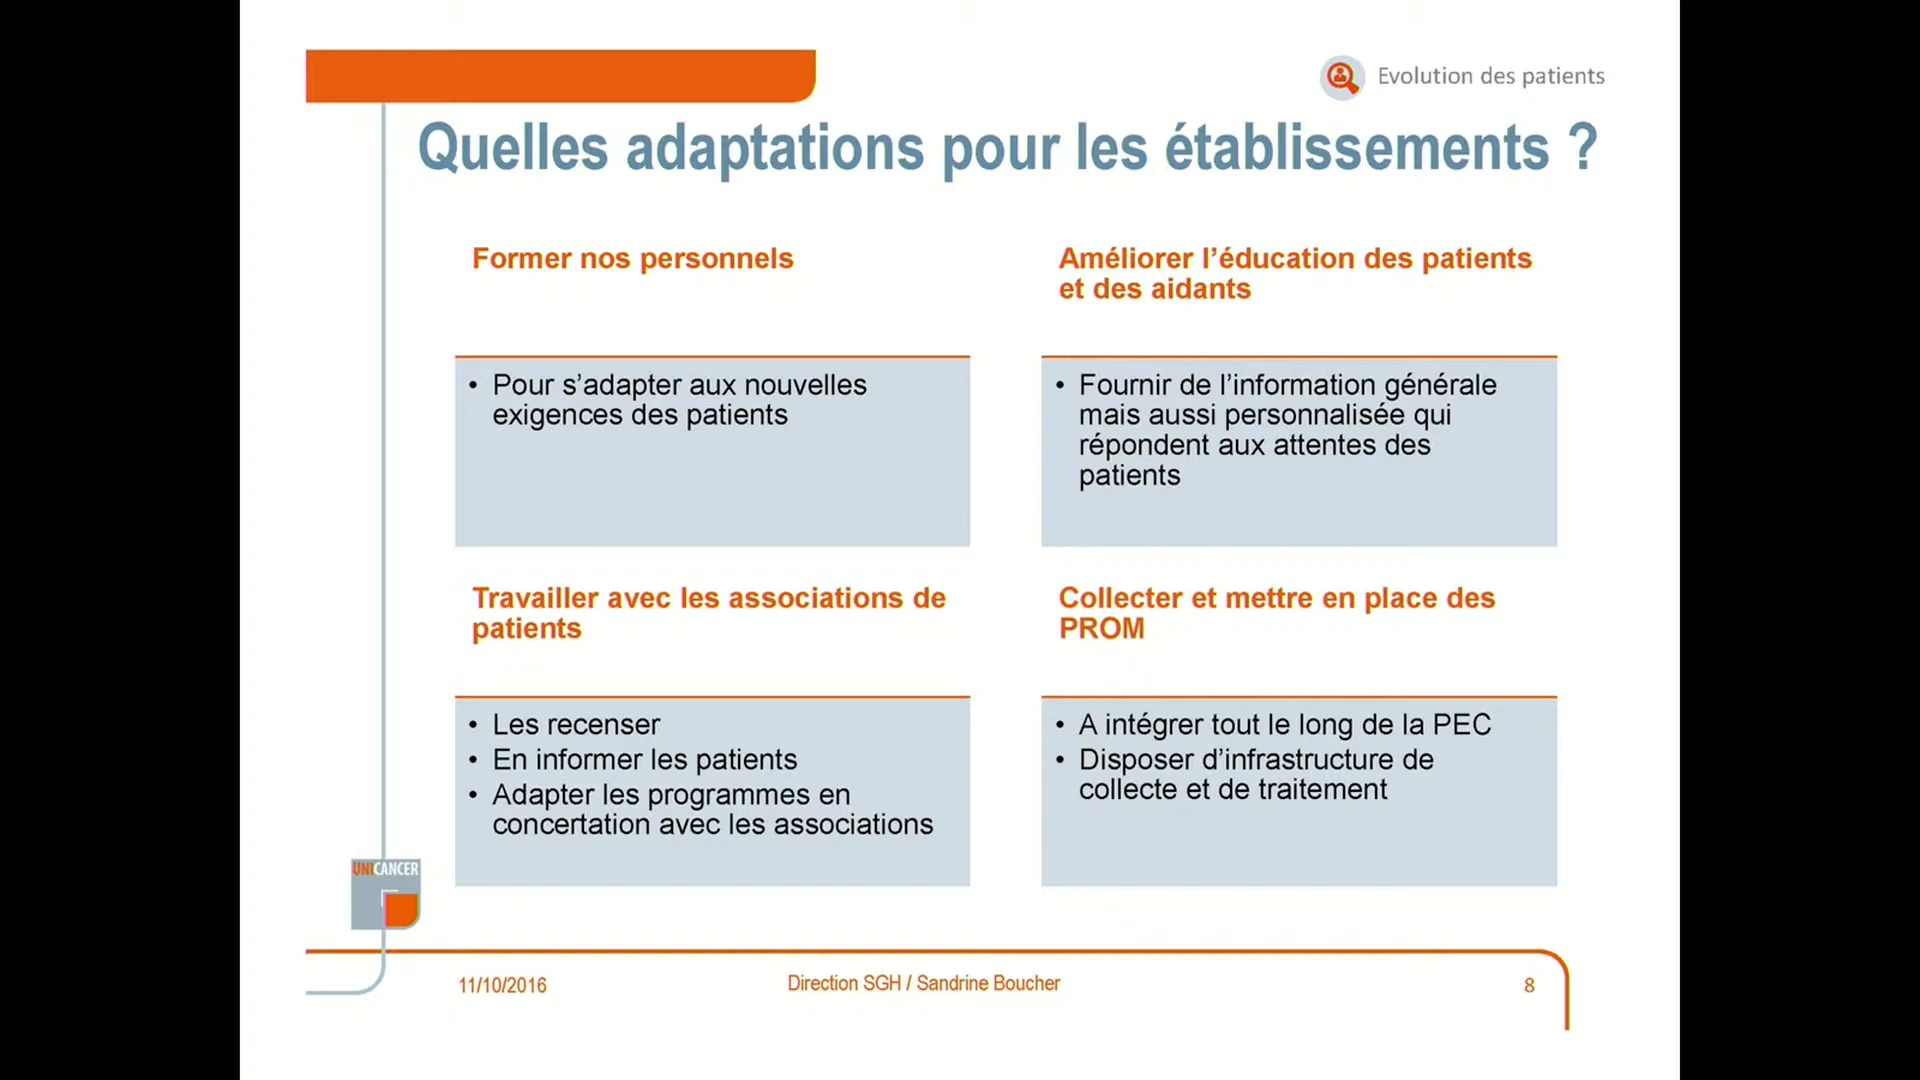 Evolution des patients
Quelles adaptations pour les établissements ?
Former nos personnels
• Pour s’adapter aux nouvelles
exigences des patients
Améliorer l’éducation des patients
et des aidants
• Fournir de l’information générale
mais aussi personnalisée qui
répondent aux attentes des
patients
Travailler avec les associations de
patients
• Les recenser
• En informer les patients
• Adapter les programmes en
concertation avec les associations
Collecter et mettre en place des
PROM
• A intégrer tout le long de la PEC
• Disposer d’infrastructure de
collecte et de traitement
UNICANCER
11/10/2016
Direction SGH / Sandrine Boucher
8